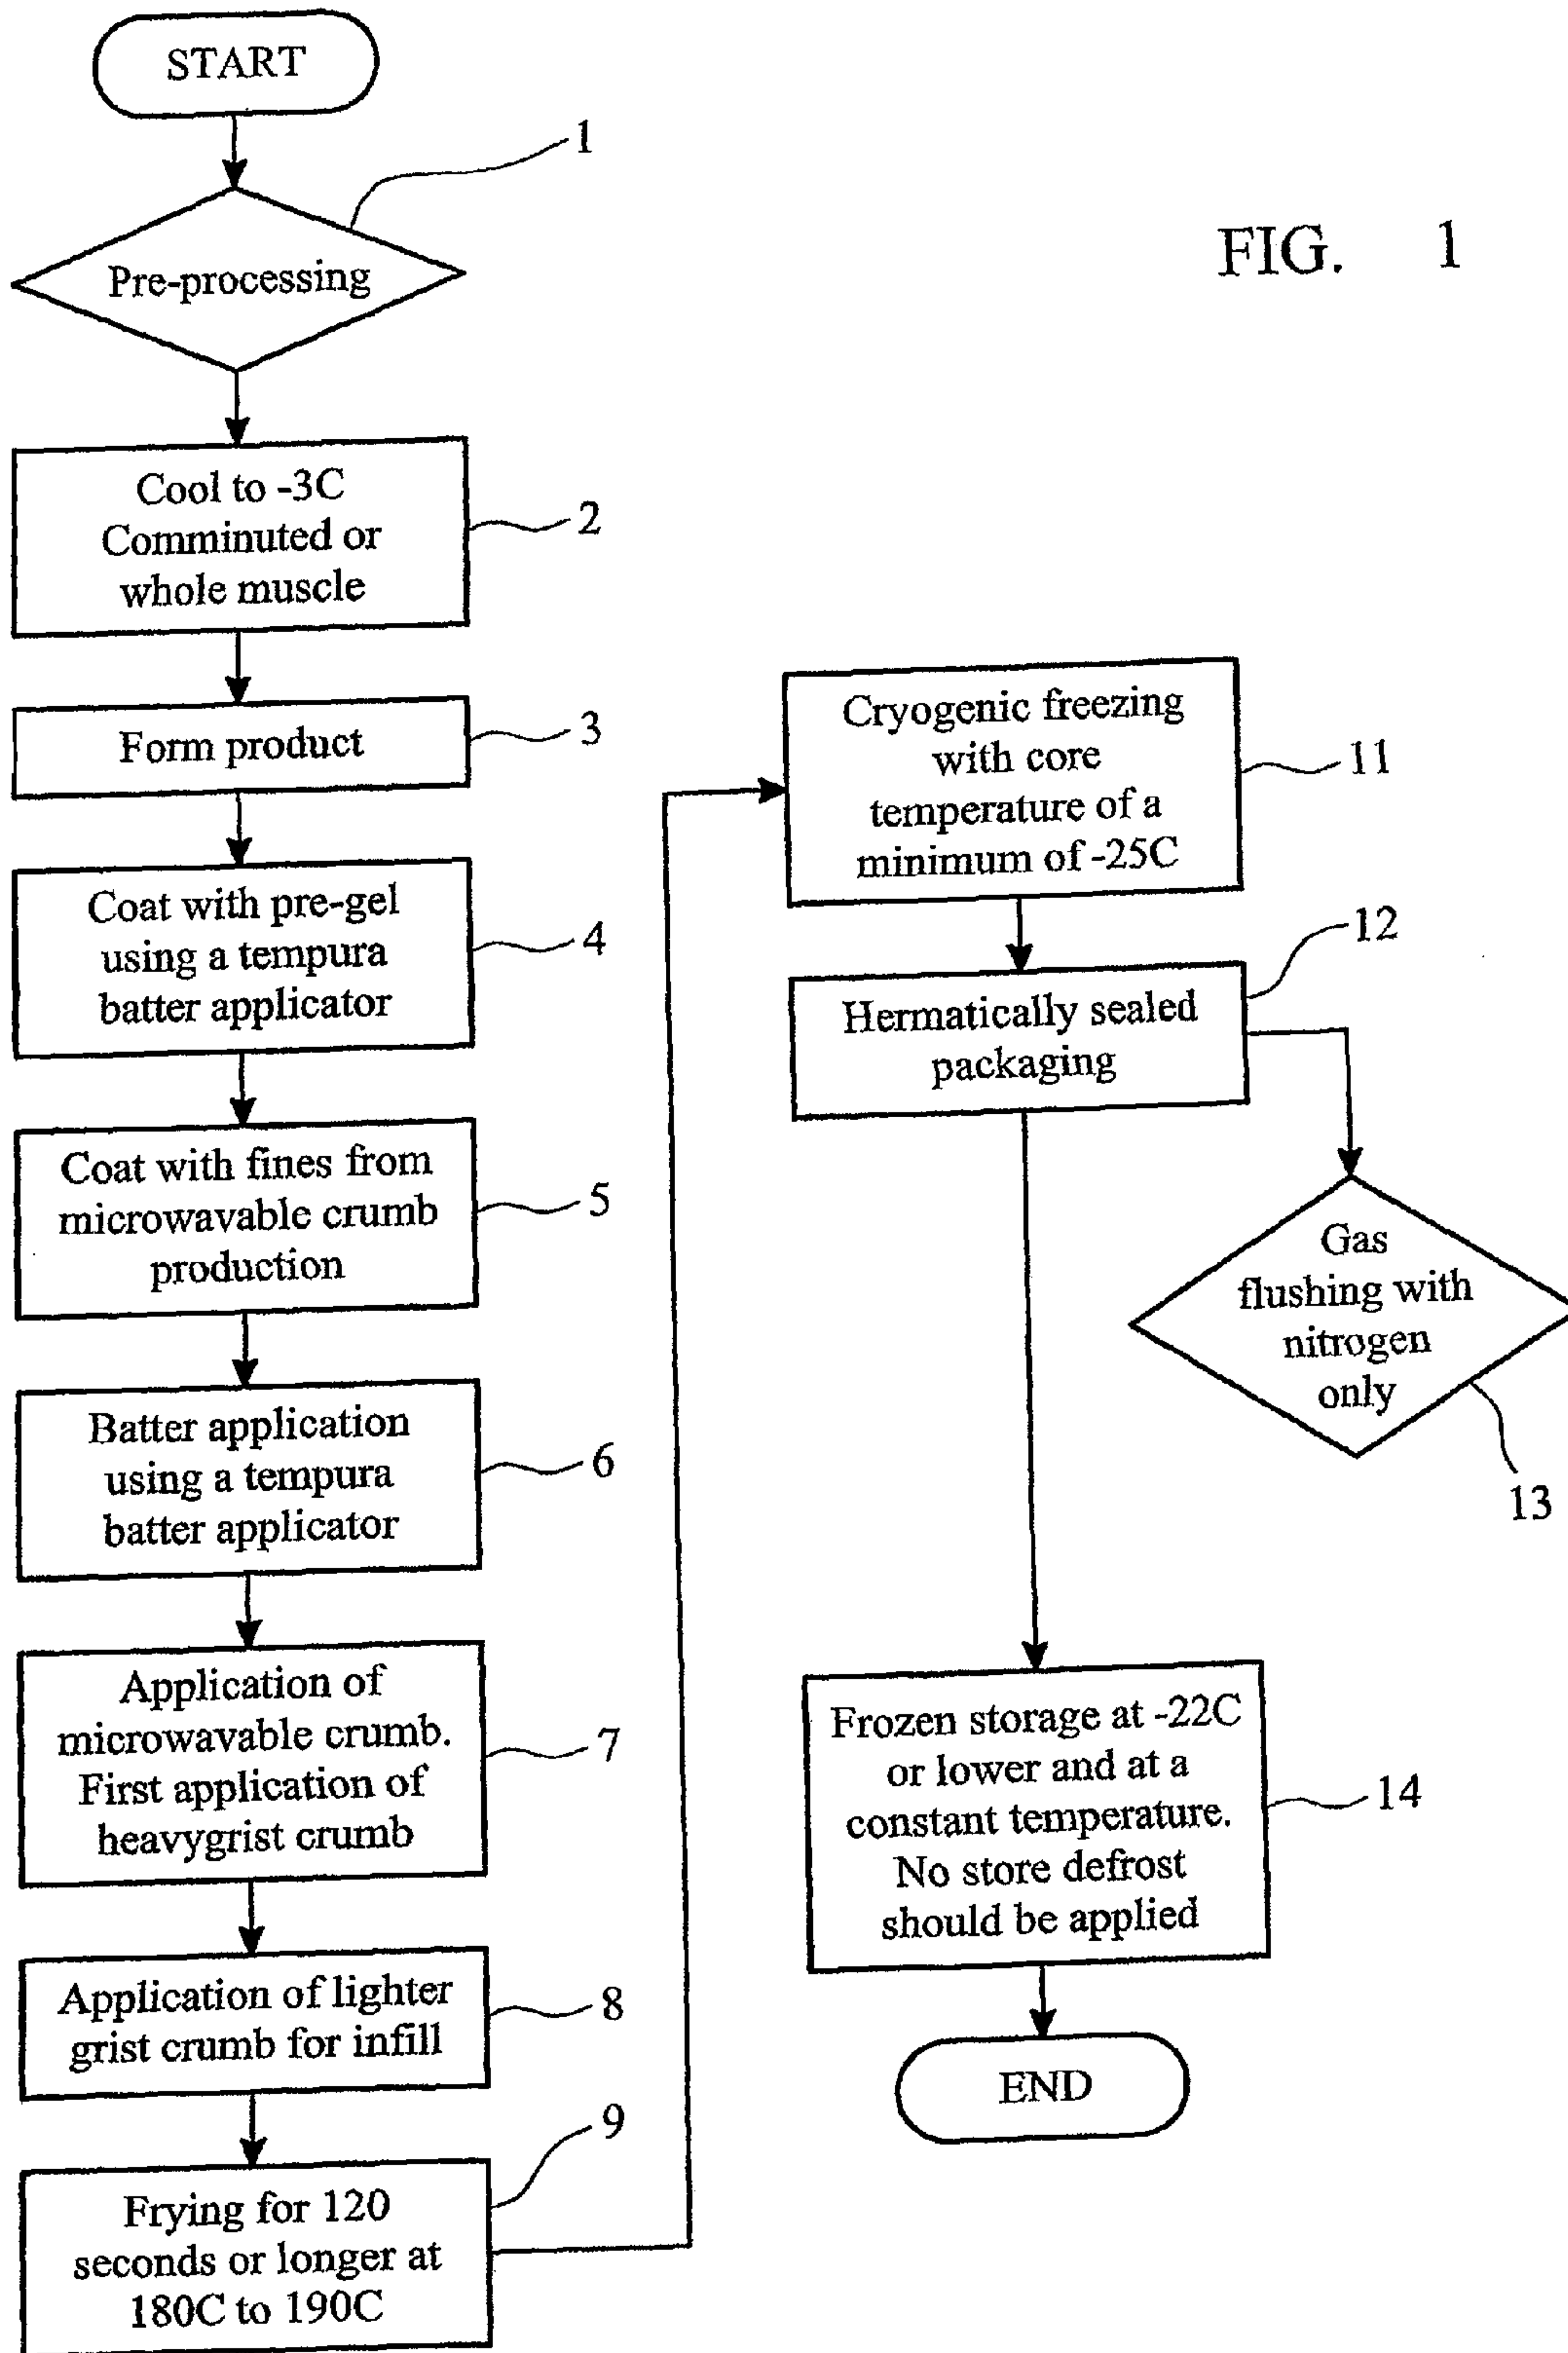 START
1
Pre-processing
FIG. 1
Cool to -3C
Comminuted or
whole muscle
2
Form product
3
Coat with pre-gel
using a tempura
batter applicator
4
Coat with fines from
microwavable crumb
production
5
Batter application
using a tempura
batter applicator
6
Application of
microwavable crumb.
First application of
heavygrist crumb
7
Application of lighter
grist crumb for infill
8
Frying for 120
seconds or longer at
180C to 190C
9
Cryogenic freezing
with core
temperature of a
minimum of -25C
11
Hermatically sealed
packaging
12
Gas
flushing with
nitrogen
only
13
Frozen storage at -22C
or lower and at a
constant temperature.
No store defrost
should be applied
14
END